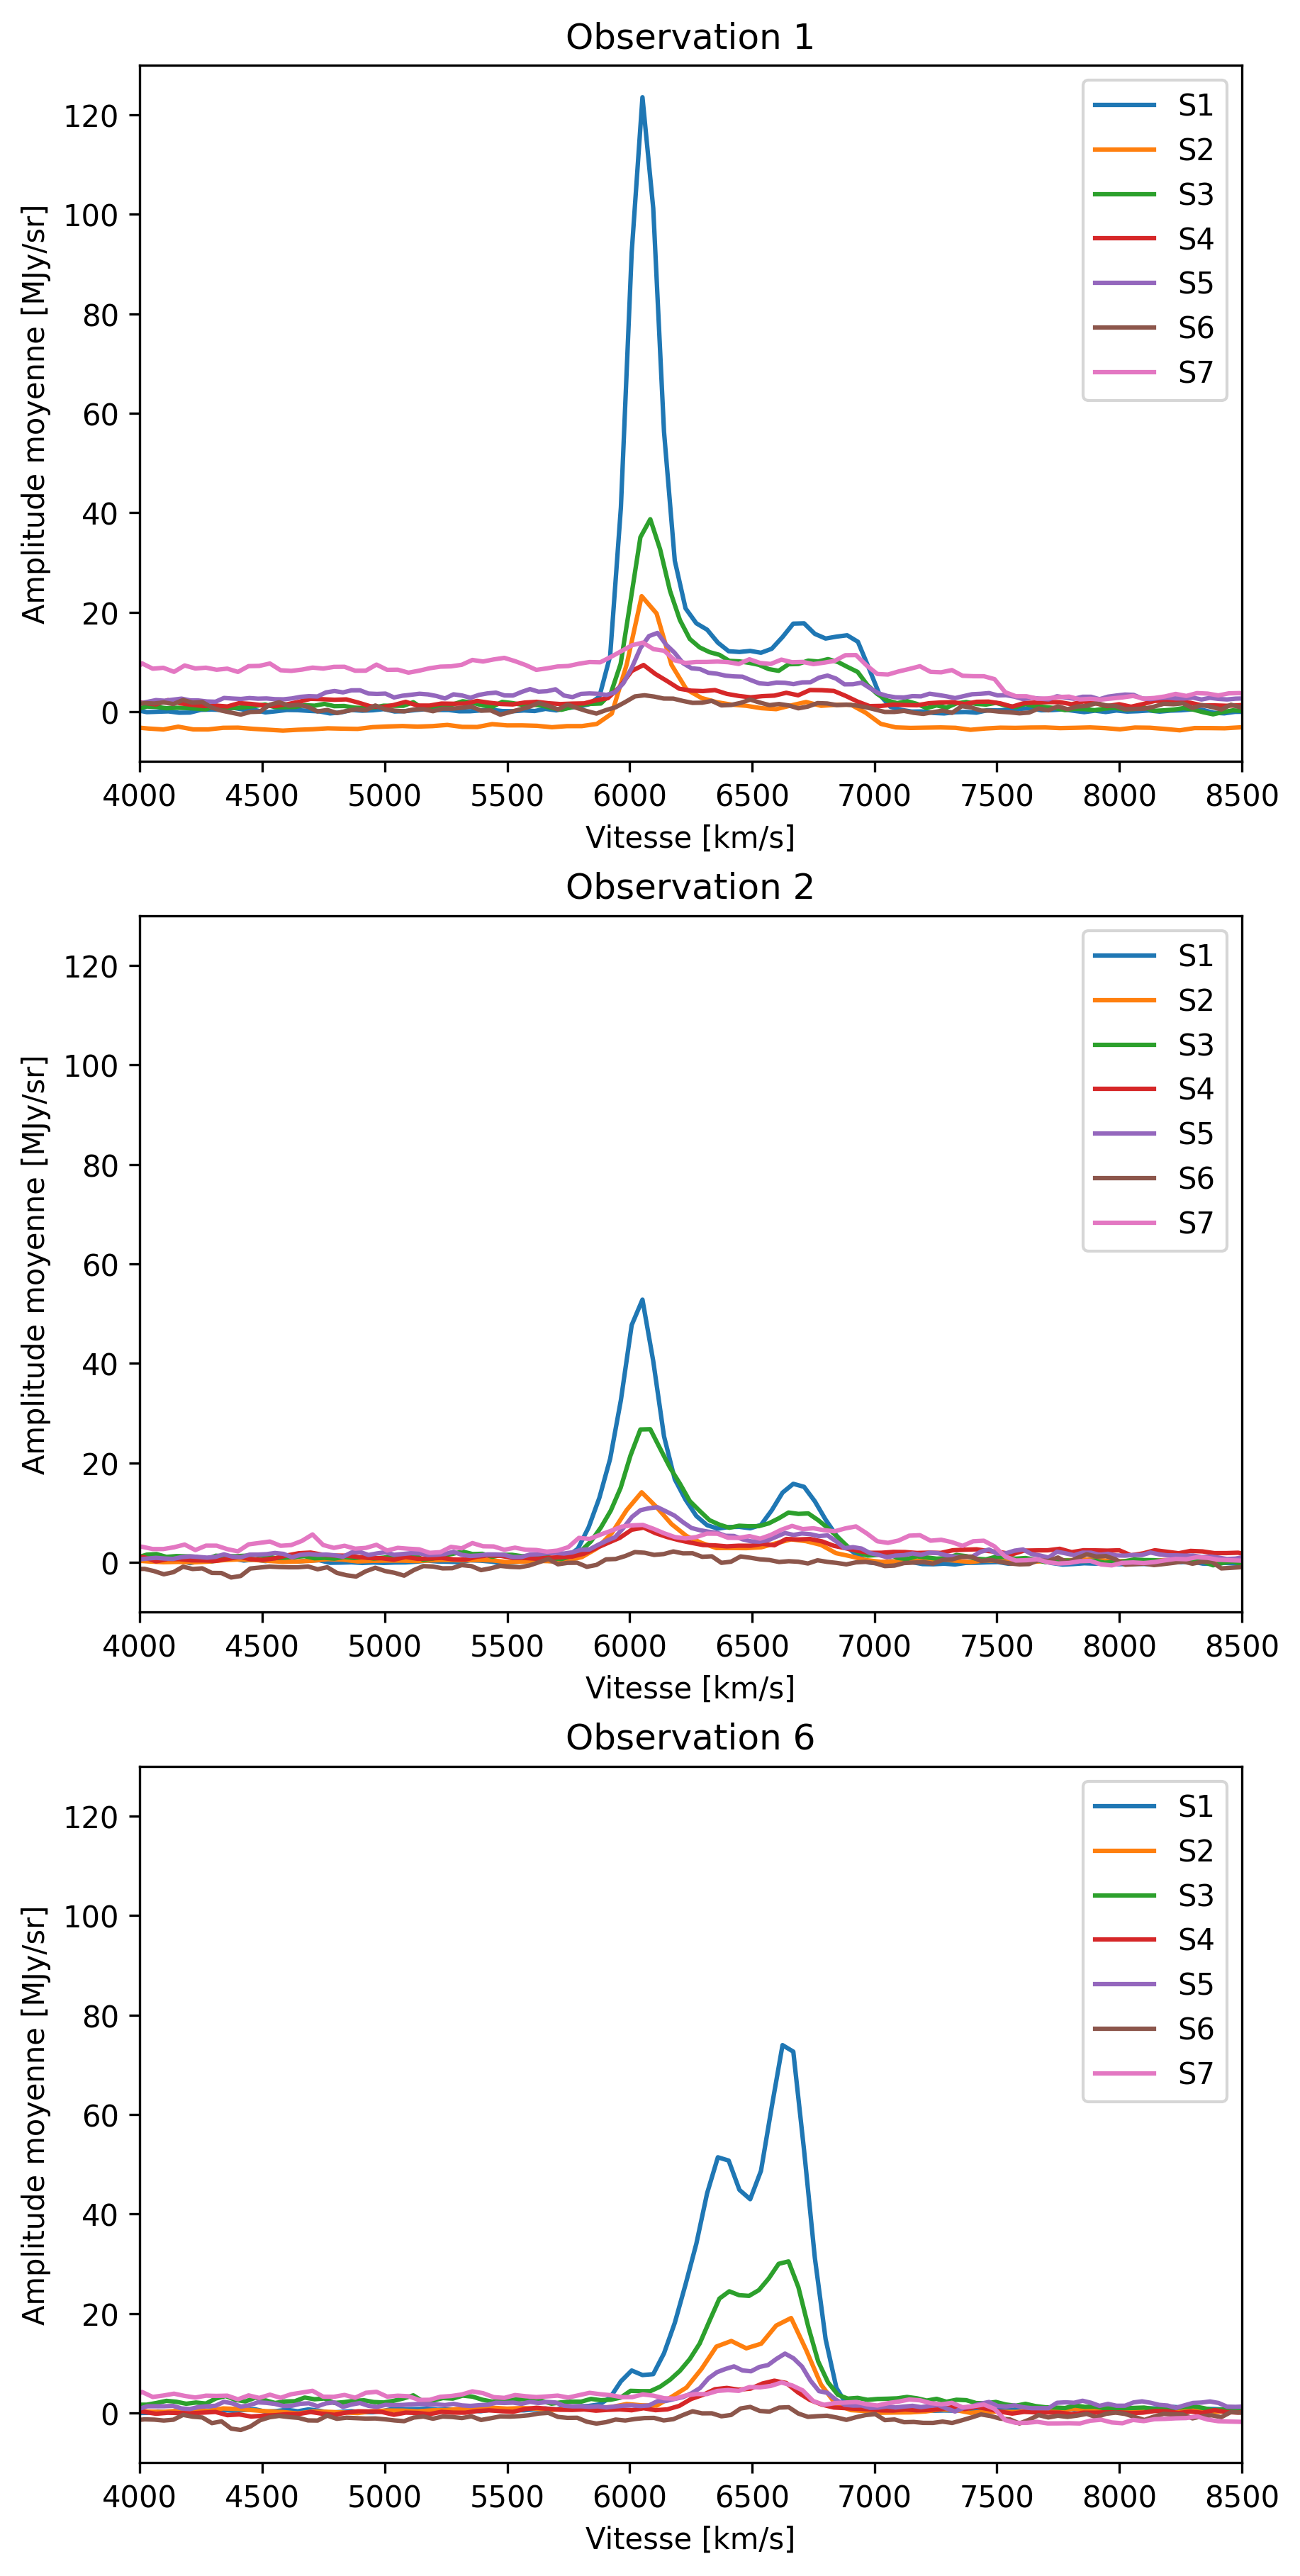 Observation 1
Amplitude moyenne [MJy/sr]
120
100
80
60
40
20
0
S1
S2
S3
S4
S5
S6
S7
4000 4500 5000 5500 6000 6500 7000 7500 8000 8500
Vitesse [km/s]
Observation 2
Amplitude moyenne [MJy/sr]
120
100
80
60
40
20
0
S1
S2
S3
S4
S5
S6
S7
4000 4500 5000 5500 6000 6500 7000 7500 8000 8500
Vitesse [km/s]
Observation 6
Amplitude moyenne [MJy/sr]
120
100
80
60
40
20
0
S1
S2
S3
S4
S5
S6
S7
4000 4500 5000 5500 6000 6500 7000 7500 8000 8500
Vitesse [km/s]